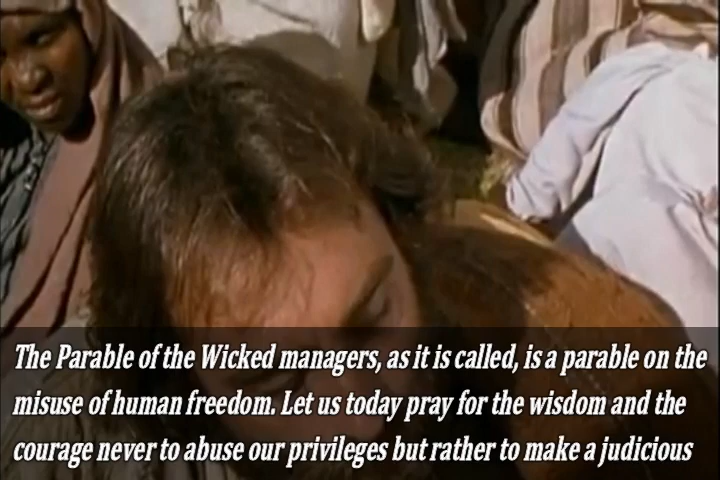 The Parable of the Wicked managers, as it is called, is a parable on the
misuse of human freedom. Let us today pray for the wisdom and the
courage never to abuse our privileges but rather to make a judicious